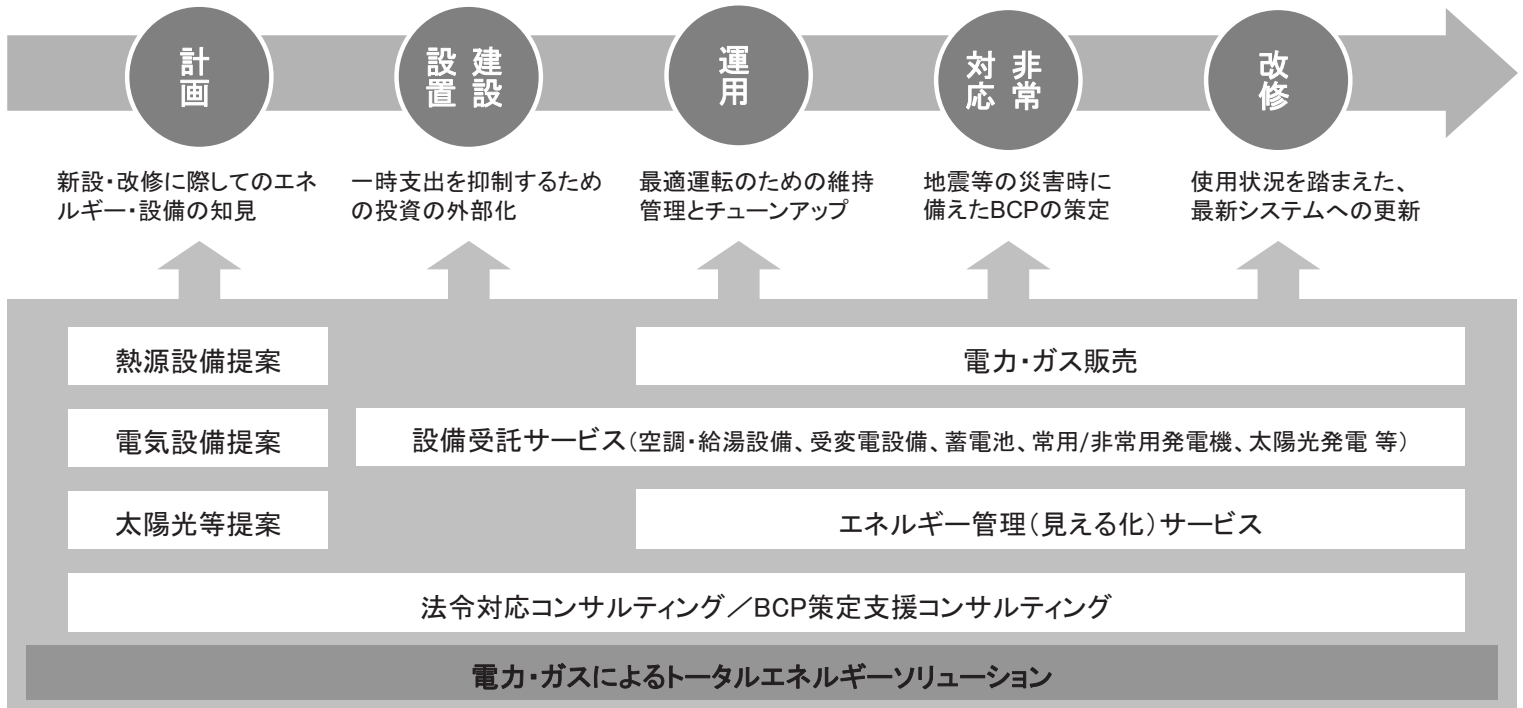 計画
建設設置
運用
非常対応
改修
新設・改修に際してのエネ
ルギー・設備の知見
一時支出を抑制するため
の投資の外部化
最適運転のための維持
管理とチューンアップ
地震等の災害時に
備えたBCPの策定
使用状況を踏まえた、
最新システムへの更新
熱源設備提案
電力・ガス販売
電気設備提案
設備受託サービス(空調・給湯設備、受変電設備、蓄電池、常用/非常用発電機、太陽光発電 等)
太陽光等提案
エネルギー管理(見える化)サービス
法令対応コンサルティング／BCP策定支援コンサルティング
電力・ガスによるトータルエネルギーソリューション